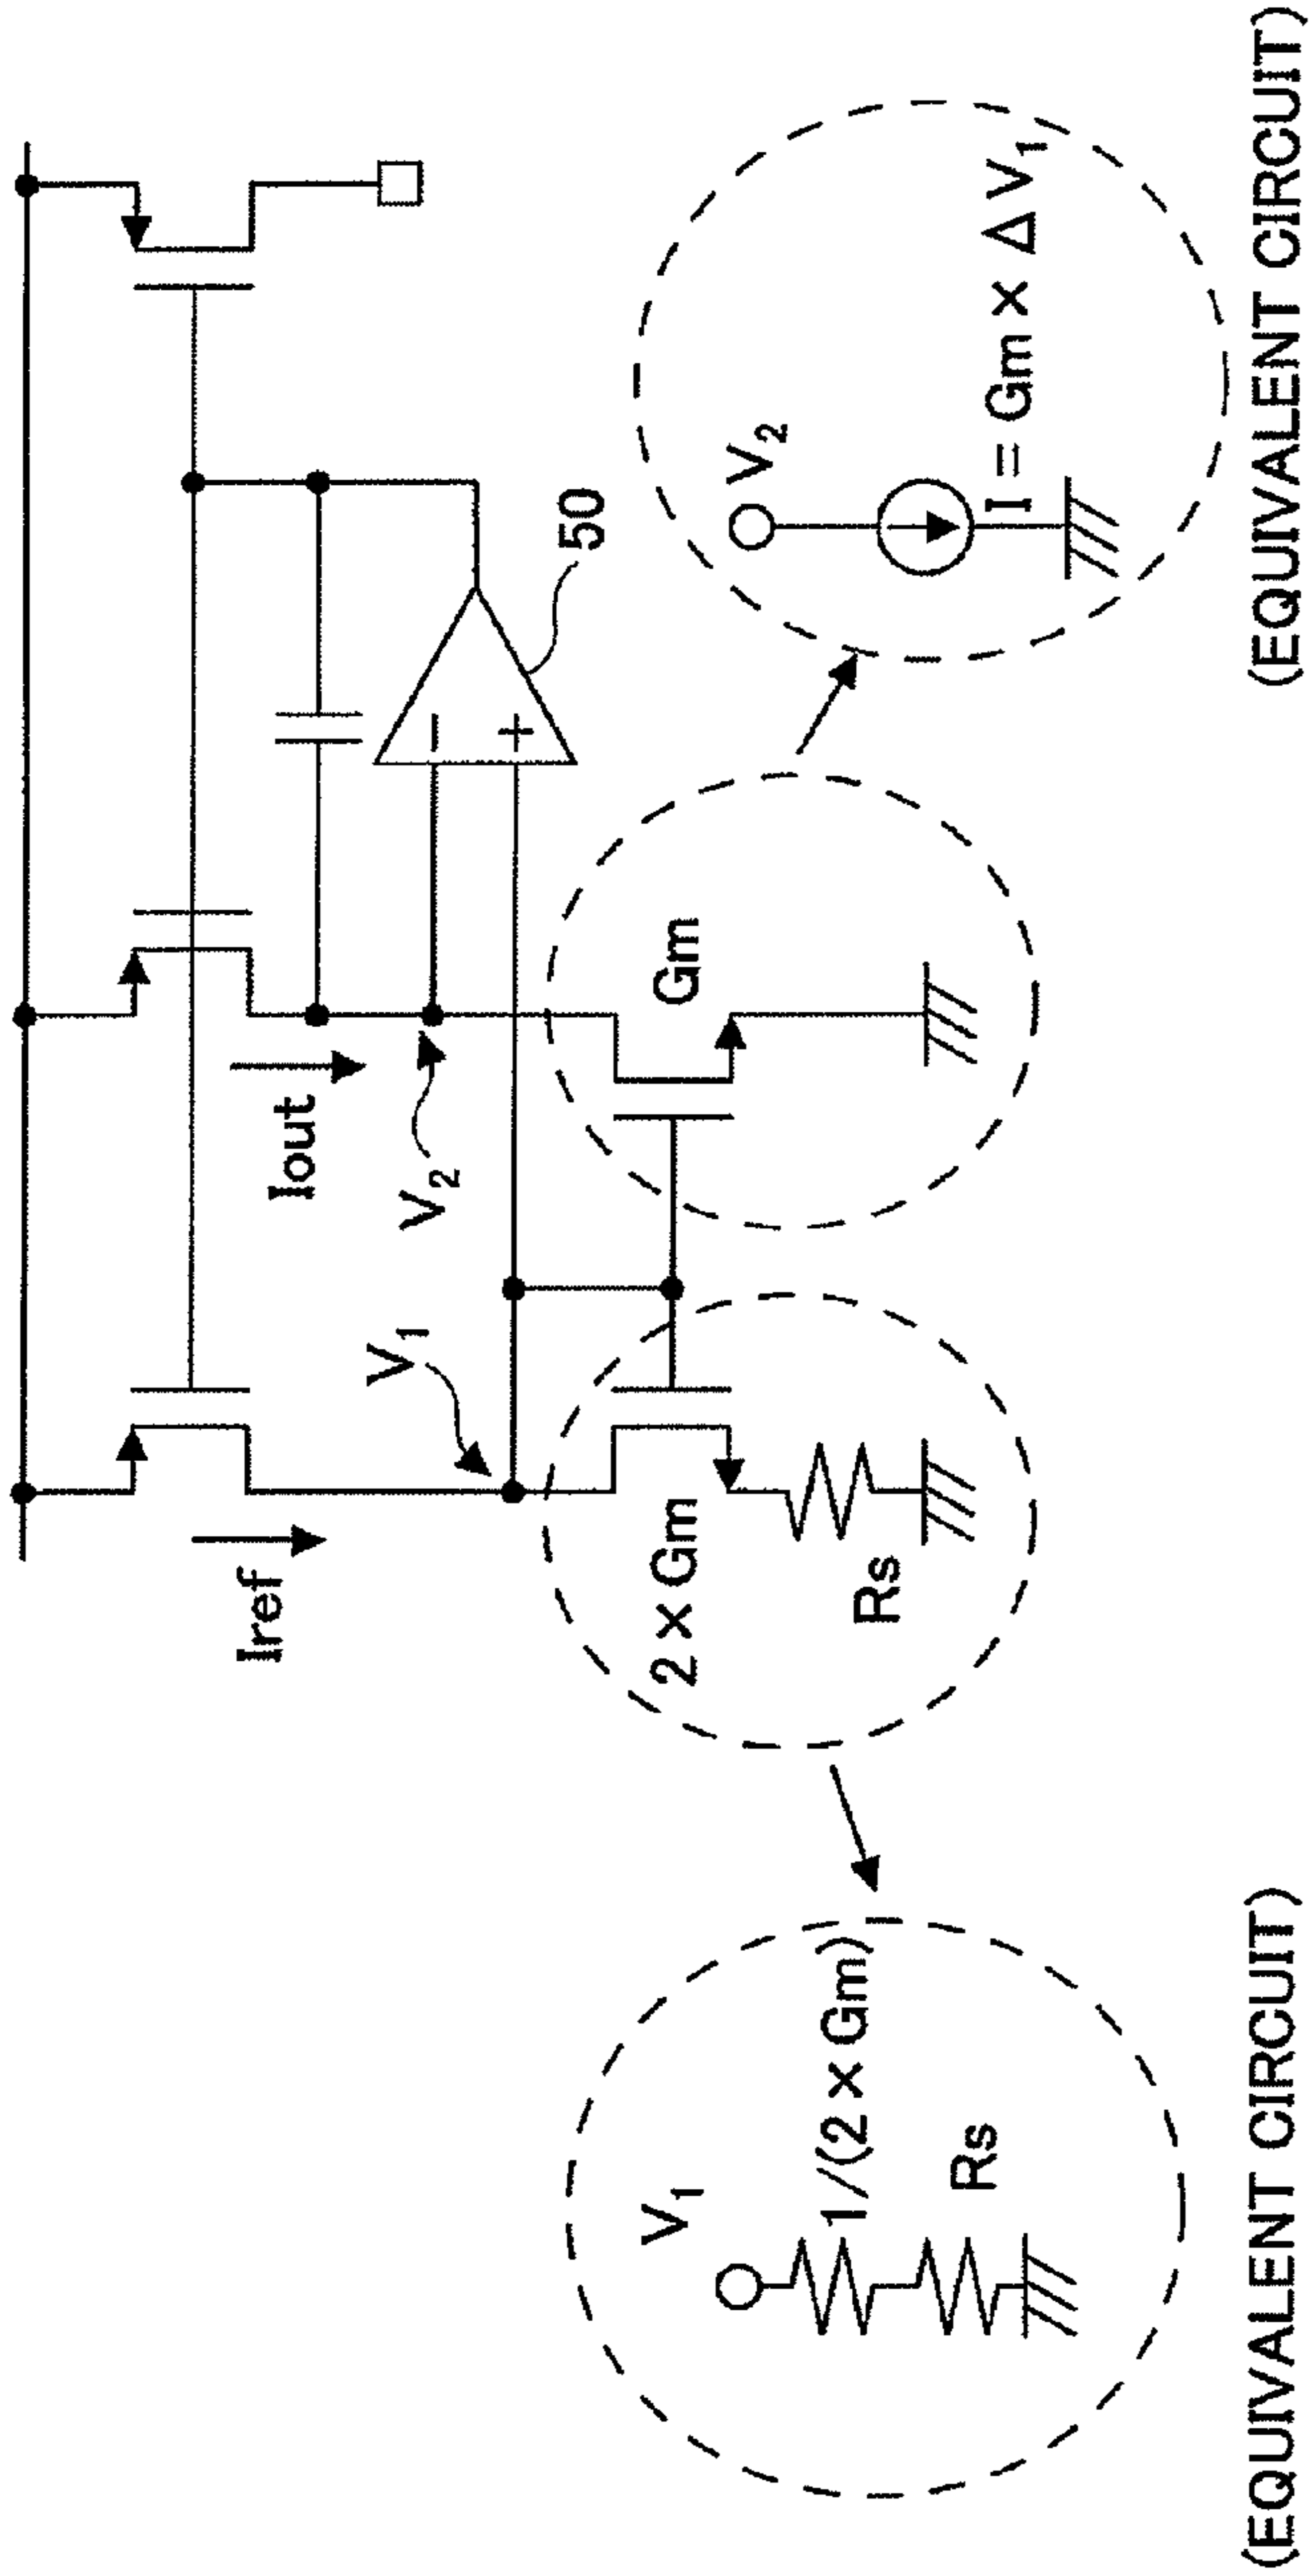 Iref
Iout
V1
V2
50
−
+
2 × Gm
Rs
Gm
V1
1/(2 × Gm)
Rs
(EQUIVALENT CIRCUIT)
V2
I = Gm × Δ V1
(EQUIVALENT CIRCUIT)